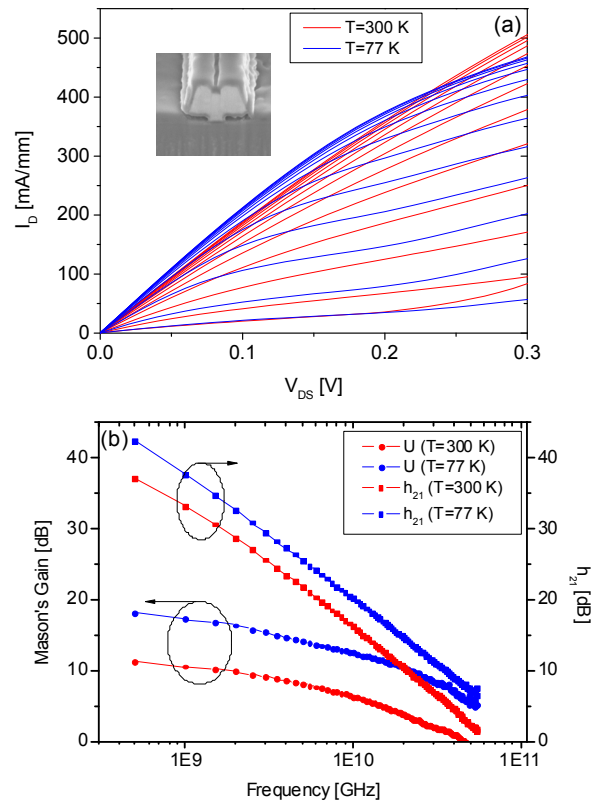 (a)
T=300 K
T=77 K
500
400
300
200
100
0
I_D [mA/mm]
0.0 0.1 0.2 0.3
V_DS [V]
(b)
U (T=300 K)
U (T=77 K)
h_21 (T=300 K)
h_21 (T=77 K)
40
30
20
10
0
Mason's Gain [dB]
40
30
20
10
0
h_21 [dB]
1E9 1E10 1E11
Frequency [GHz]